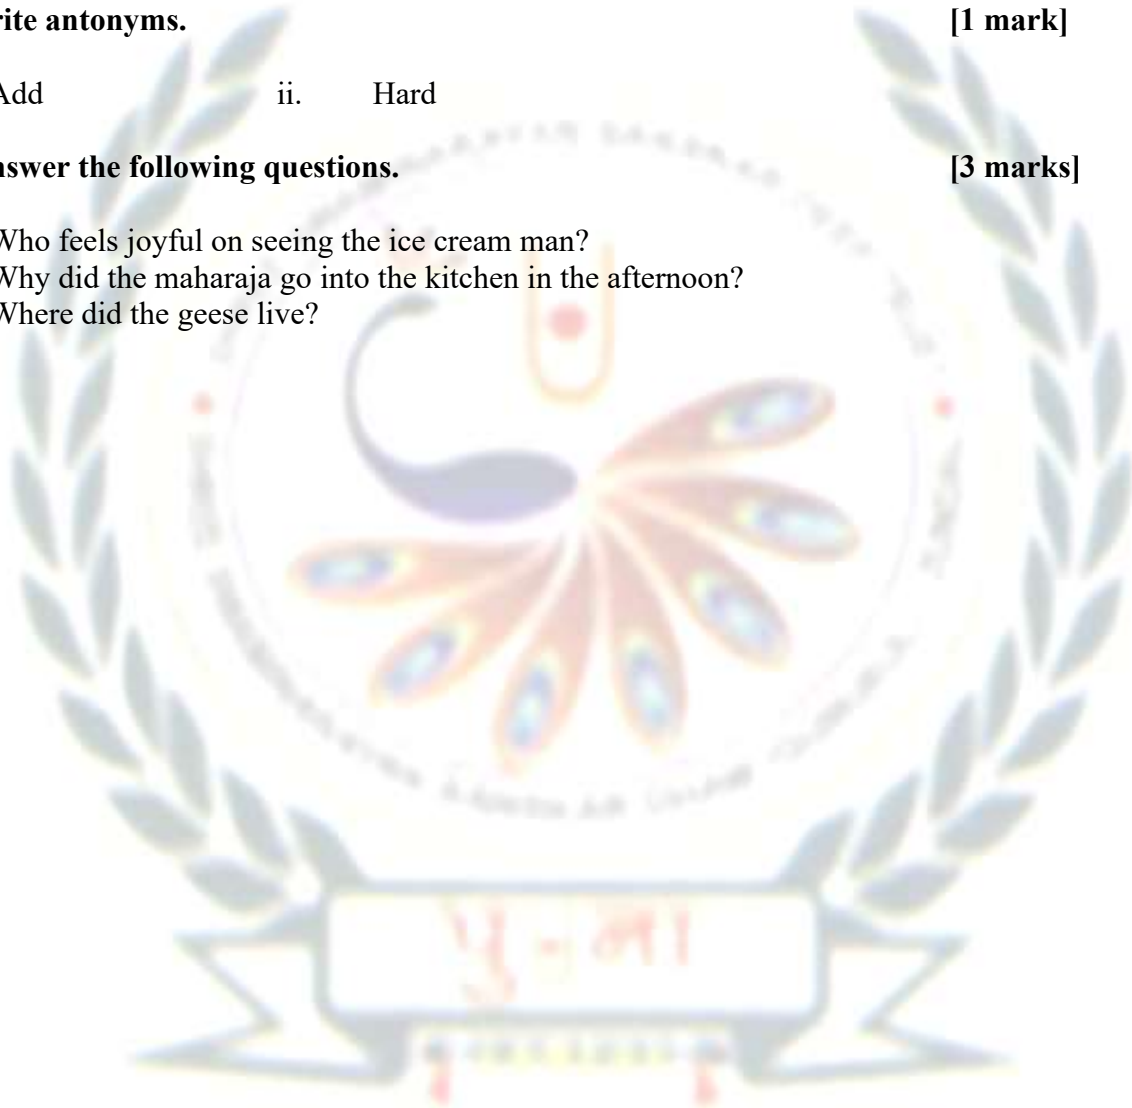 rite antonyms. [1 mark]
Add ii. Hard
nswer the following questions. [3 marks]
Who feels joyful on seeing the ice cream man?
Why did the maharaja go into the kitchen in the afternoon?
Where did the geese live?